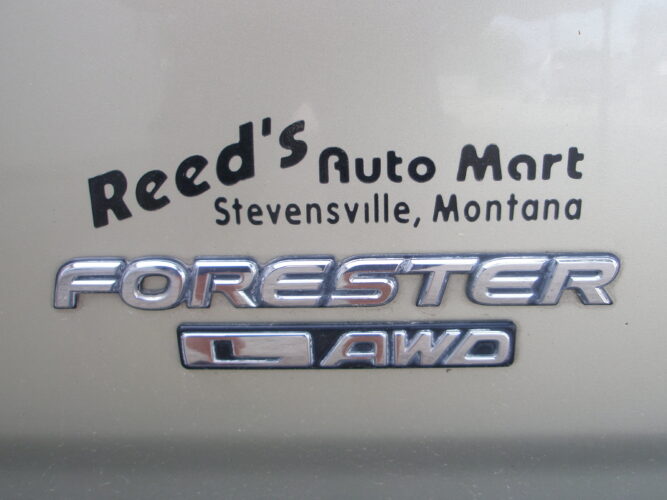 Reed's Auto Mart
Stevensville, Montana
FORESTER
L AWD